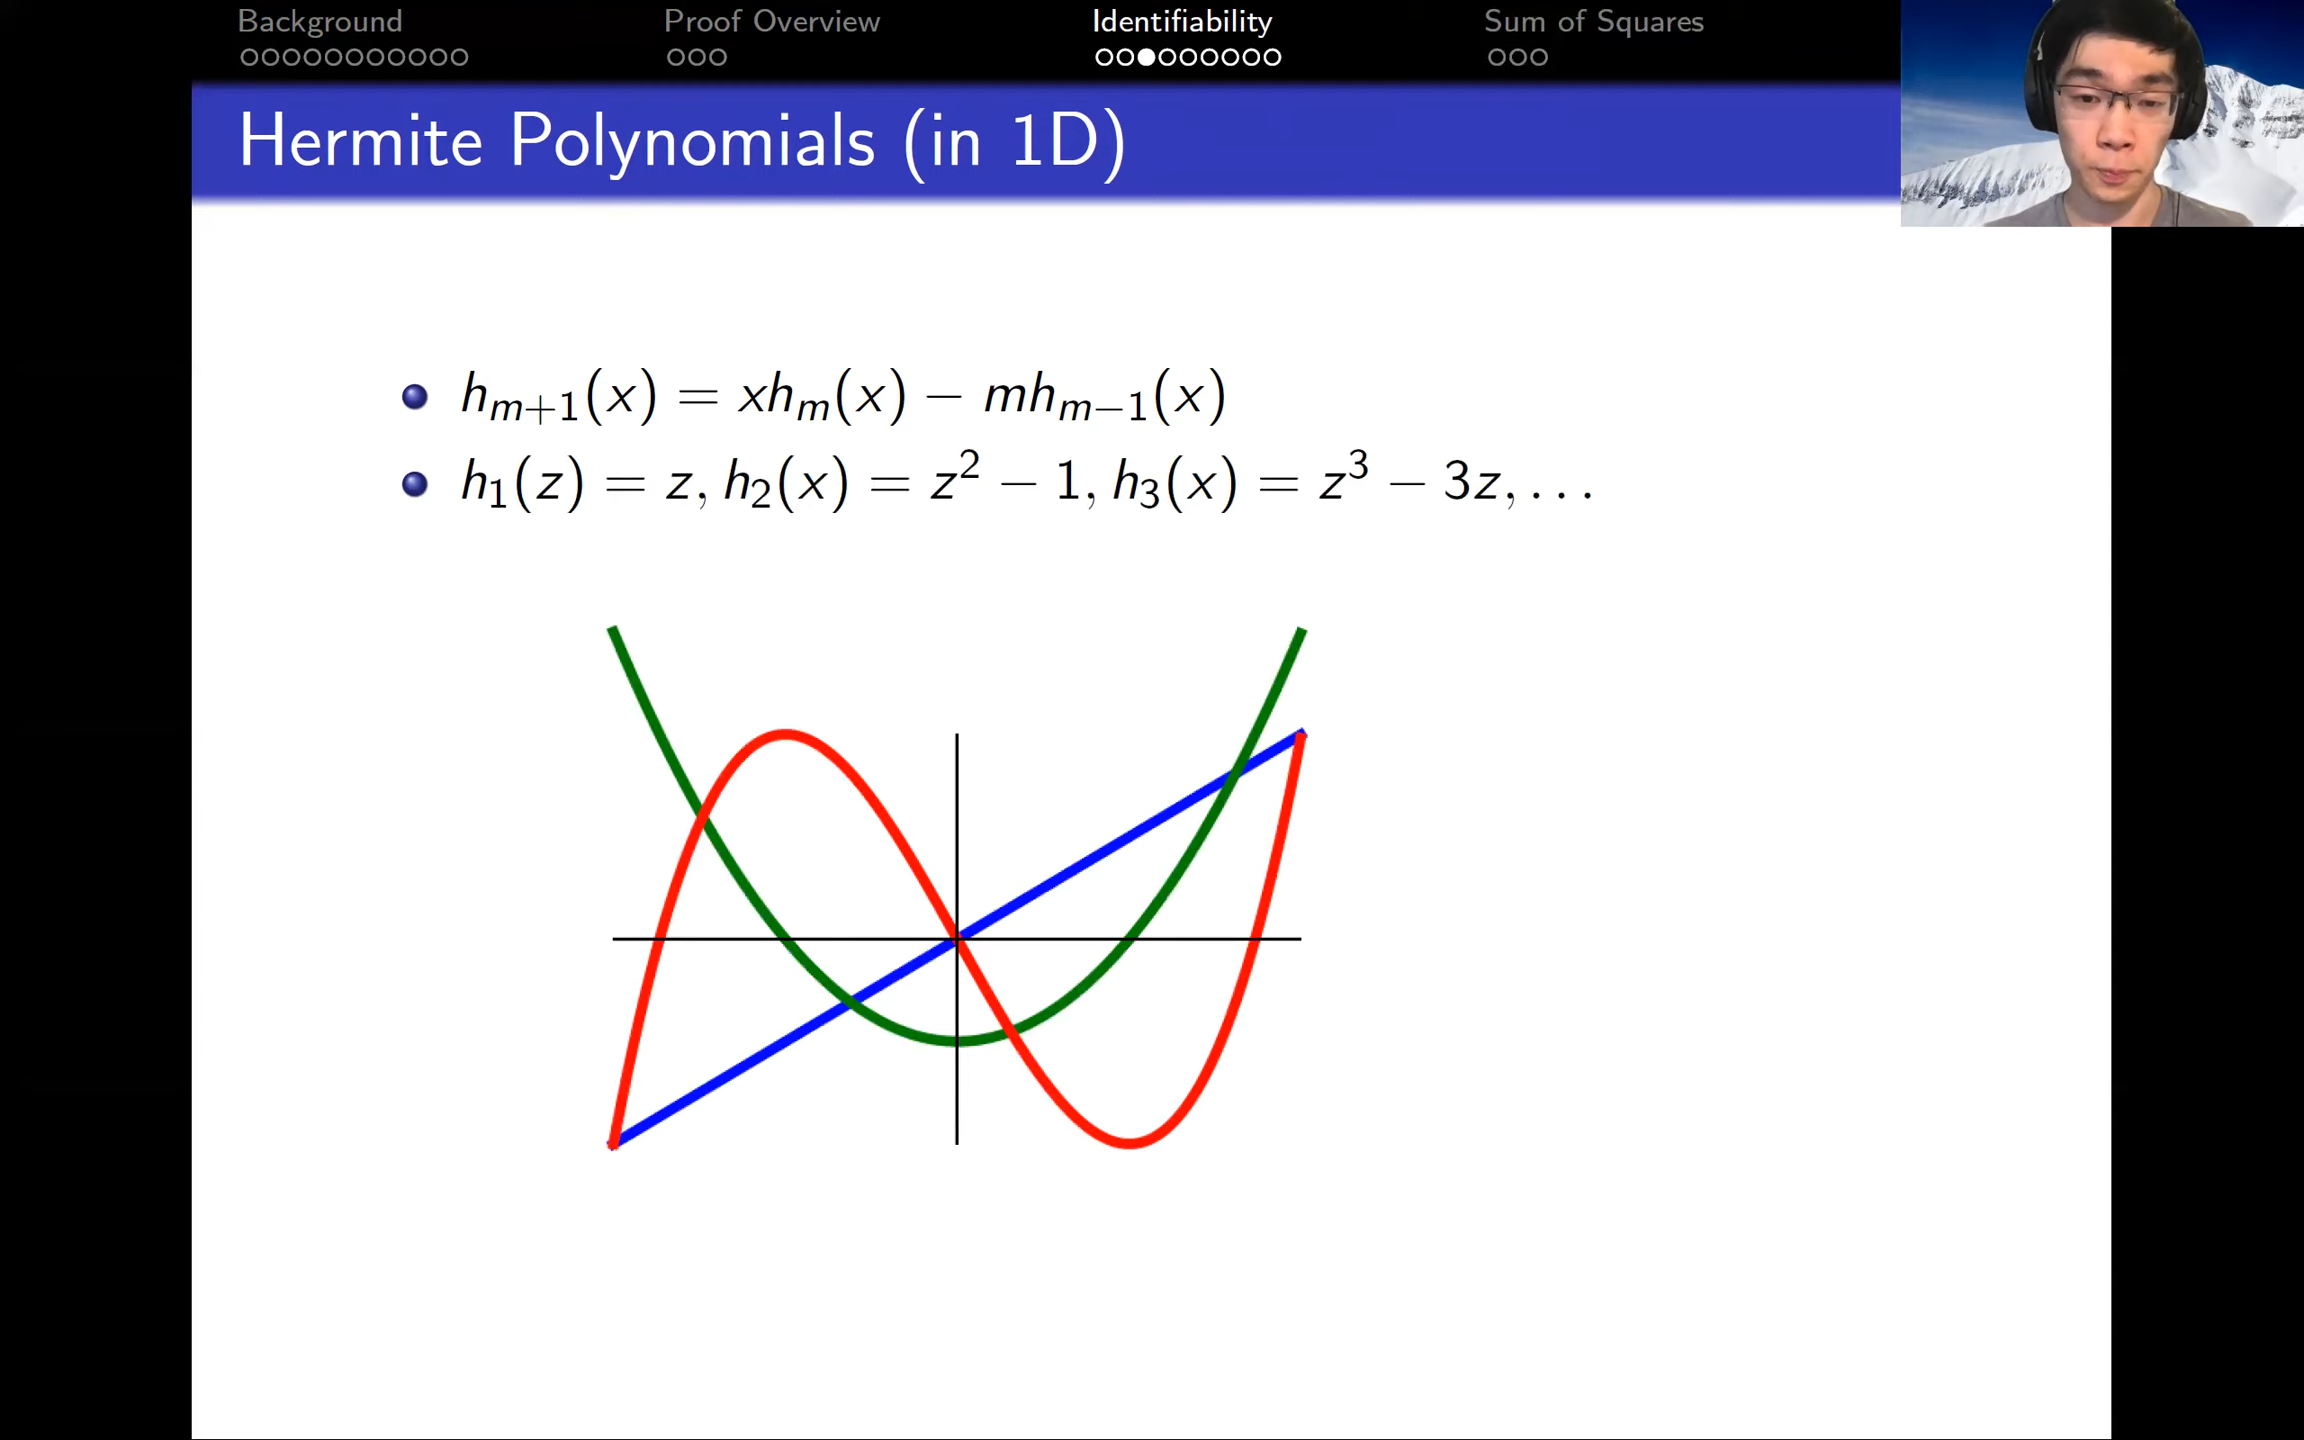 Background Proof Overview Identifiability Sum of Squares
Hermite Polynomials (in 1D)
h_{m+1}(x) = xh_m(x) − mh_{m−1}(x)
h_1(z) = z, h_2(x) = z^2 − 1, h_3(x) = z^3 − 3z, . . .